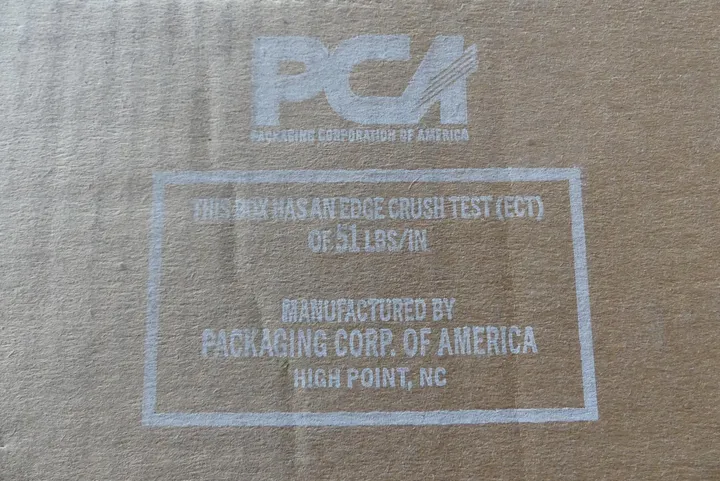 PCA
PACKAGING CORPORATION OF AMERICA
THIS BOX HAS AN EDGE CRUSH TEST (ECT)
OF 51 LBS/IN
MANUFACTURED BY
PACKAGING CORP. OF AMERICA
HIGH POINT, NC